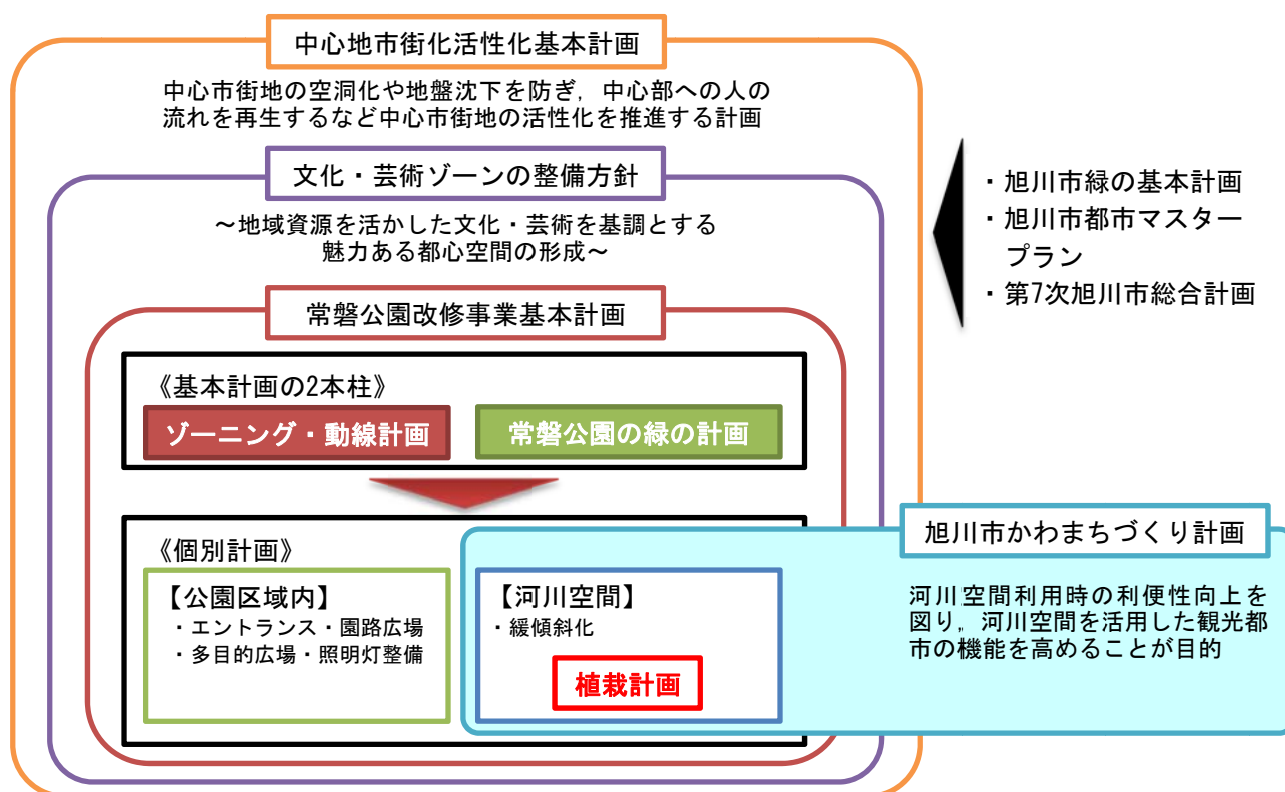 中心地市街化活性化基本計画
中心市街地の空洞化や地盤沈下を防ぎ，中心部への人の
流れを再生するなど中心市街地の活性化を推進する計画
文化・芸術ゾーンの整備方針
～地域資源を活かした文化・芸術を基調とする
魅力ある都心空間の形成～
・旭川市緑の基本計画
・旭川市都市マスター
プラン
・第7次旭川市総合計画
常磐公園改修事業基本計画
《基本計画の2本柱》
ゾーニング・動線計画
常磐公園の緑の計画
《個別計画》
【公園区域内】
・エントランス・園路広場
・多目的広場・照明灯整備
【河川空間】
・緩傾斜化
植栽計画
旭川市かわまちづくり計画
河川空間利用時の利便性向上を
図り，河川空間を活用した観光都
市の機能を高めることが目的